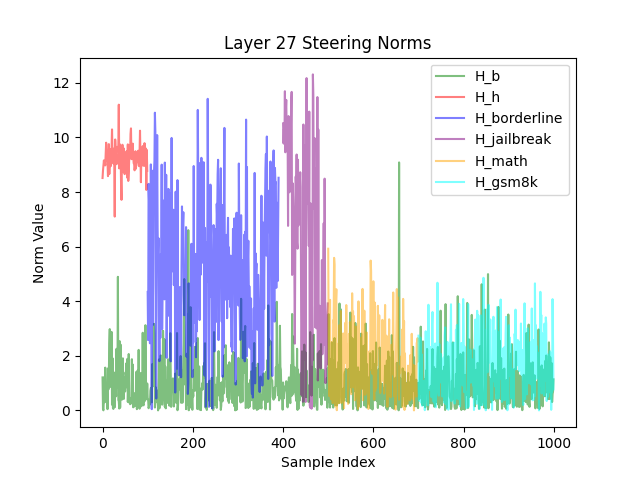 Layer 27 Steering Norms
H_b
H_h
H_borderline
H_jailbreak
H_math
H_gsm8k
12
10
8
6
4
2
0
Norm Value
0
200
400
600
800
1000
Sample Index